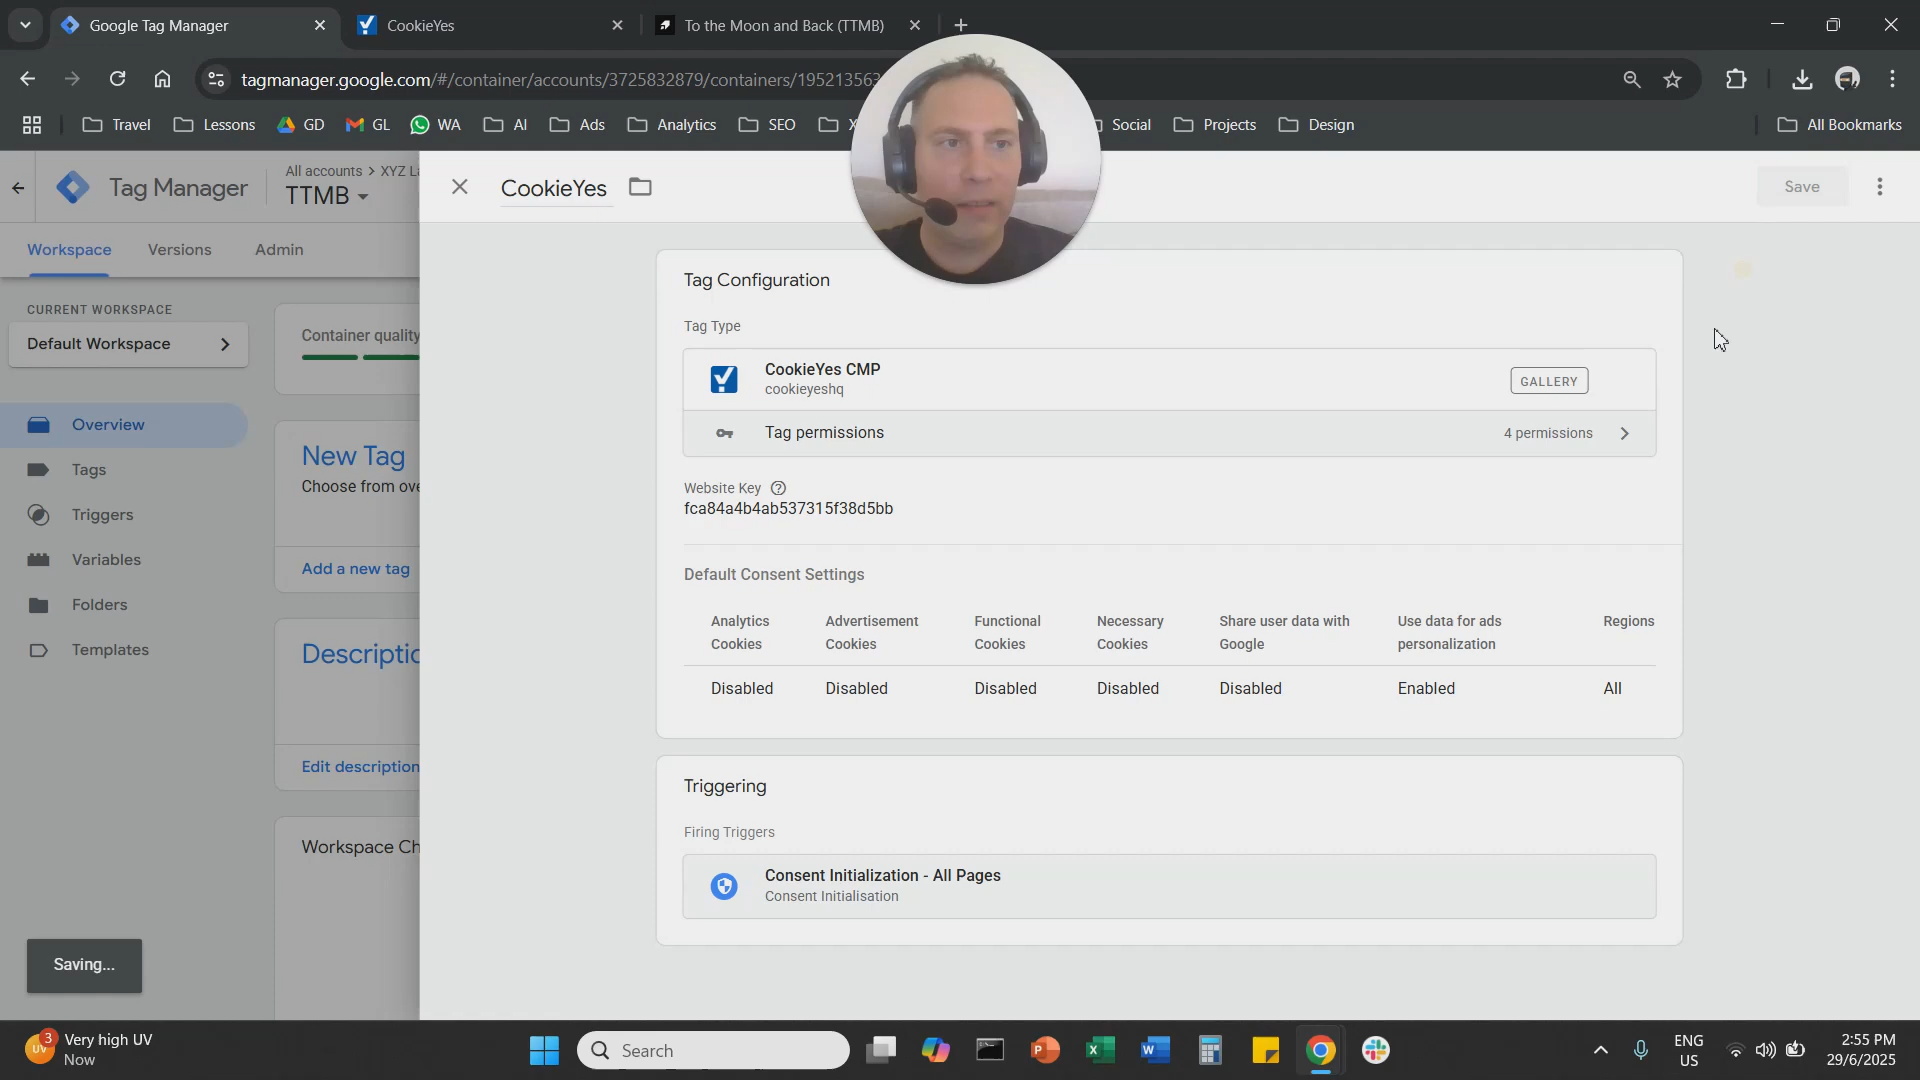 Google Tag Manager
CookieYes
To the Moon and Back (TTMB)
tagmanager.google.com/#/container/accounts/3725832879/containers/195213563
Travel
Lessons
GD
GL
WA
AI
Ads
Analytics
SEO
Social
Projects
Design
All Bookmarks
Tag Manager
All accounts > XYZ La
TTMB
CookieYes
Save
Workspace
Versions
Admin
CURRENT WORKSPACE
Default Workspace
Overview
Tags
Triggers
Variables
Folders
Templates
Container quality
New Tag
Choose from ove
Add a new tag
Descriptio
Edit description
Workspace Ch
Tag Configuration
Tag Type
CookieYes CMP
cookieyeshq
GALLERY
Tag permissions
4 permissions
Website Key
fca84a4b4ab537315f38d5bb
Default Consent Settings
Analytics Cookies
Advertisement Cookies
Functional Cookies
Necessary Cookies
Share user data with Google
Use data for ads personalization
Regions
Disabled
Disabled
Disabled
Disabled
Disabled
Enabled
All
Triggering
Firing Triggers
Consent Initialization - All Pages
Consent Initialisation
Saving...
3
UV
Very high UV
Now
Search
ENG
US
2:55 PM
29/6/2025